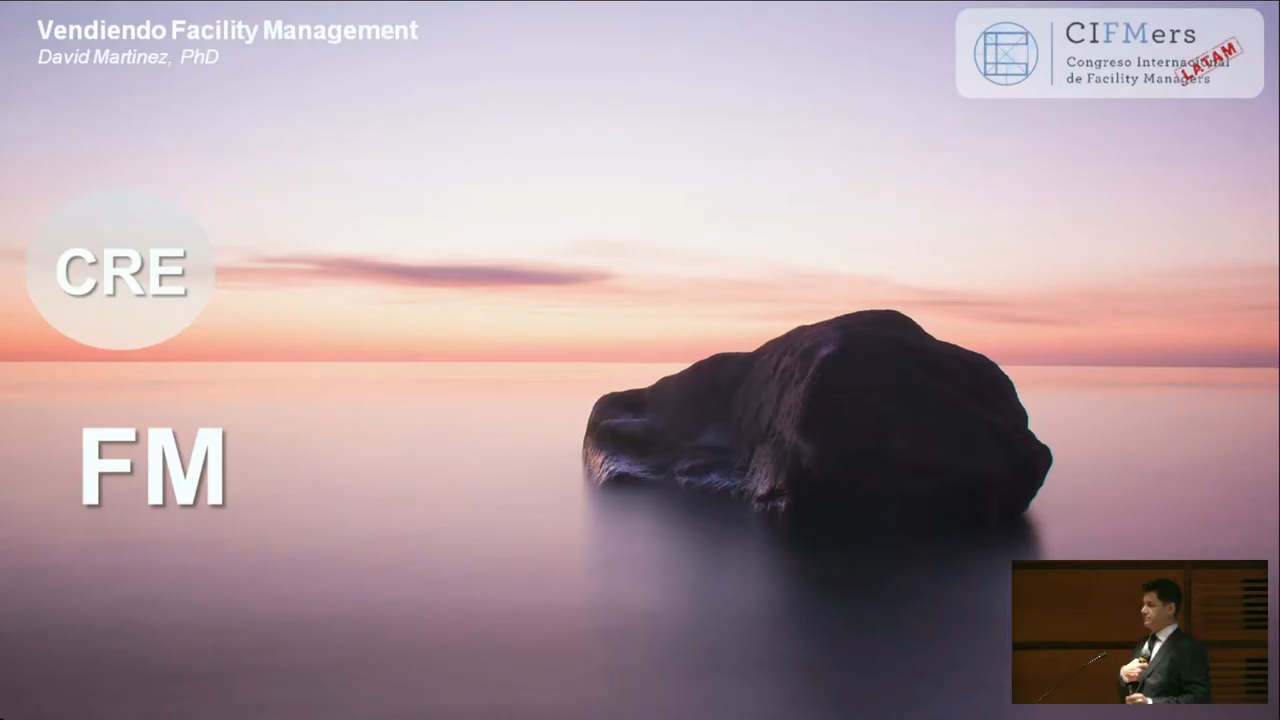 Vendiendo Facility Management
David Martinez, PhD
CIFMers
Congreso Internacional
de Facility Managers
LATAM
CRE
FM